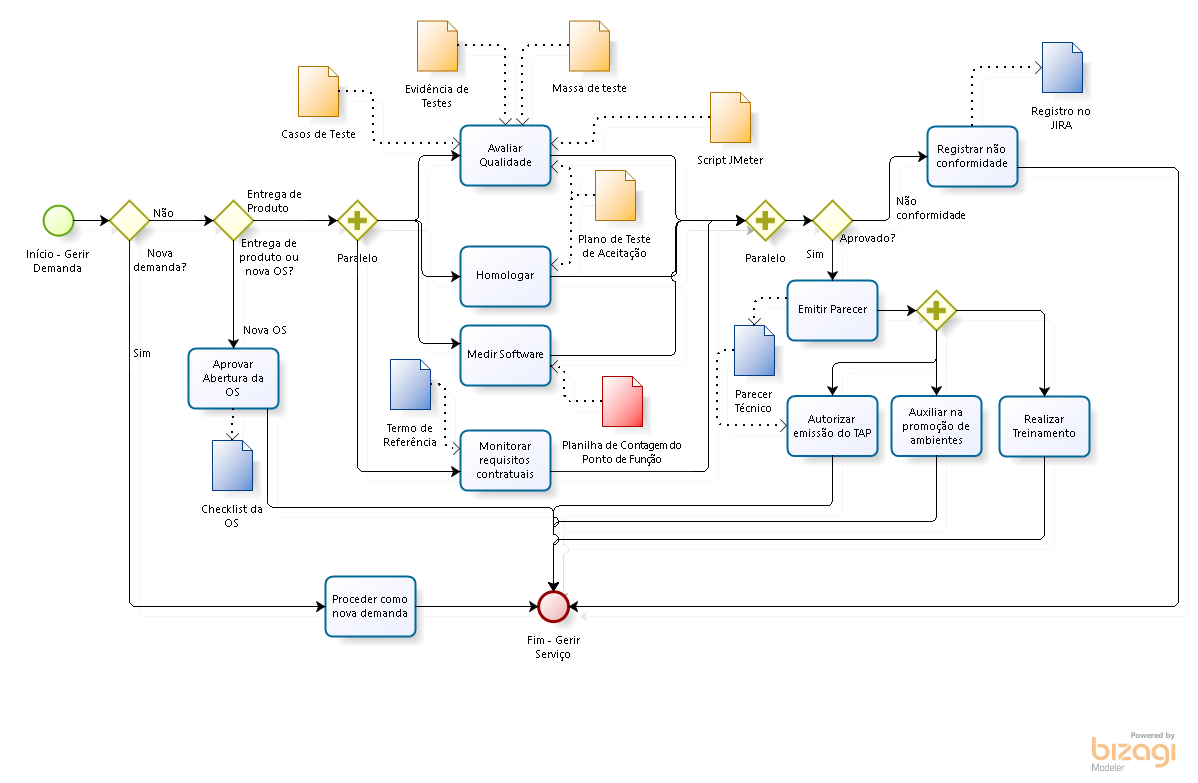 Evidência de
Testes
Massa de teste
Casos de Teste
Registro no
JIRA
Avaliar
Qualidade
Script JMeter
Registrar não
conformidade
Entrega de
Produto
Não
Não
conformidade
Início - Gerir
Demanda
Nova
demanda?
Entrega de
produto ou
nova OS?
Paralelo
Plano de Teste
de Aceitação
Paralelo
Aprovado?
Sim
Homologar
Emitir Parecer
Nova OS
Sim
Aprovar
Abertura da
OS
Medir Software
Parecer
Técnico
Termo de
Referência
Planilha de Contagem do
Ponto de Função
Autorizar
emissão do TAP
Auxiliar na
promoção de
ambientes
Realizar
Treinamento
Monitorar
requisitos
contratuais
Checklist da
OS
Proceder como
nova demanda
Fim - Gerir
Serviço
Powered by
bizagi
Modeler